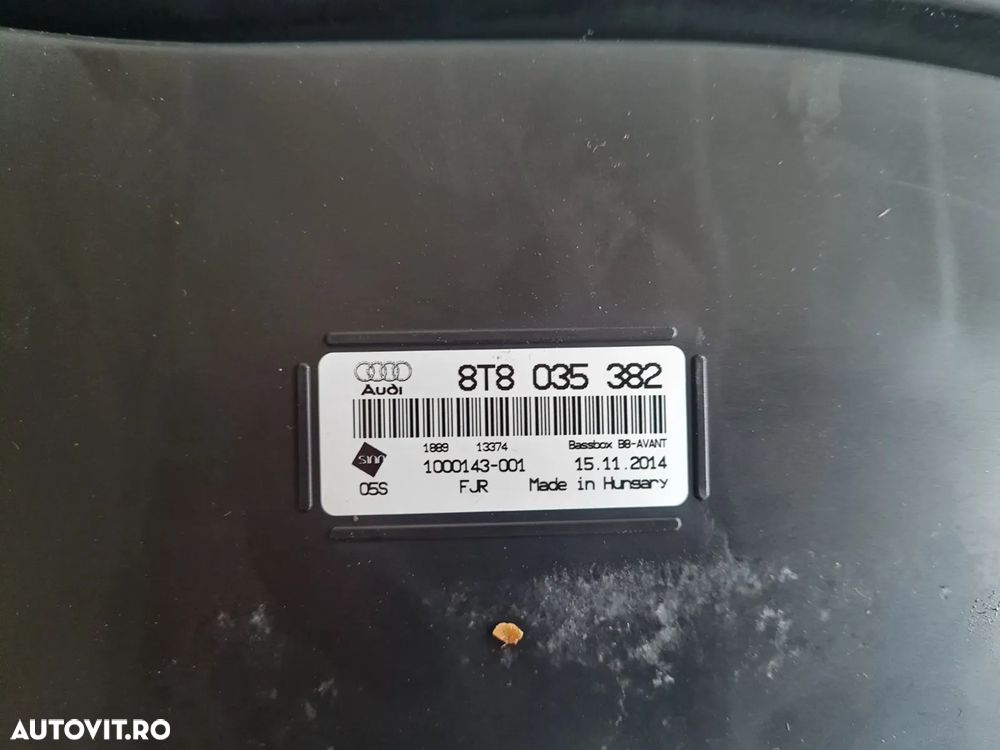 8T8 035 382
Audi
1889 13374 Bassbox B8-AVANT
1000143-001 15.11.2014
05S FJR Made in Hungary
AUTOVIT.RO